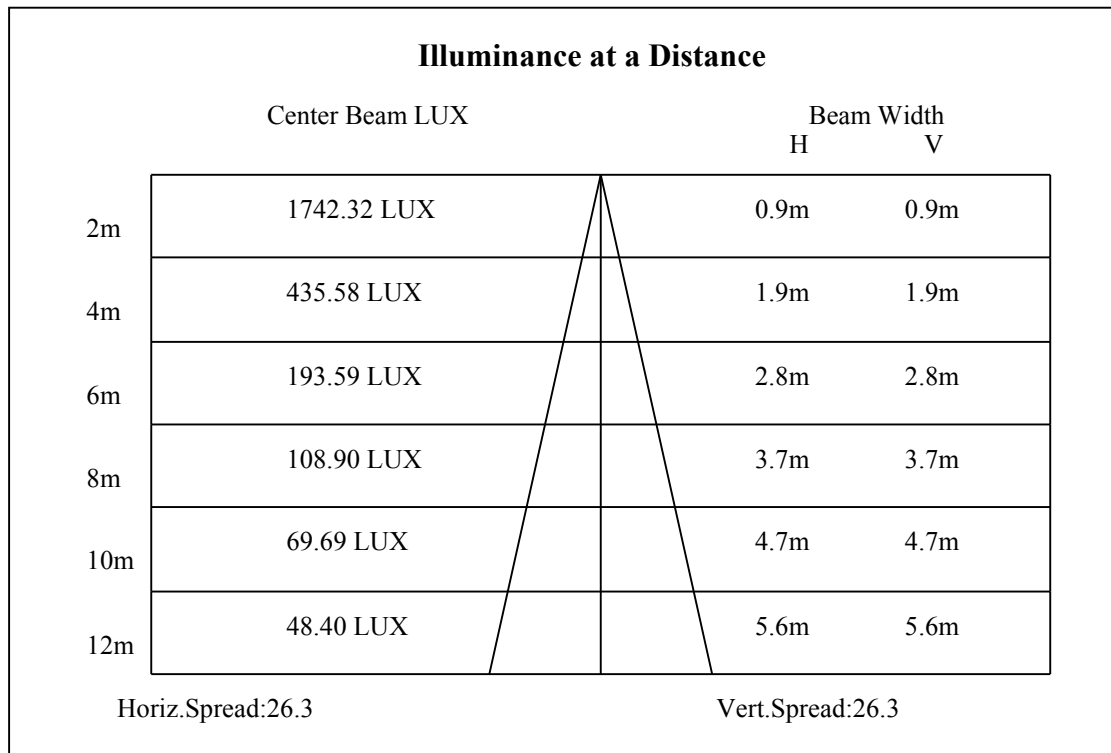 Illuminance at a Distance
Center Beam LUX Beam Width
H V
2m 1742.32 LUX 0.9m 0.9m
4m 435.58 LUX 1.9m 1.9m
6m 193.59 LUX 2.8m 2.8m
8m 108.90 LUX 3.7m 3.7m
10m 69.69 LUX 4.7m 4.7m
12m 48.40 LUX 5.6m 5.6m
Horiz.Spread:26.3 Vert.Spread:26.3